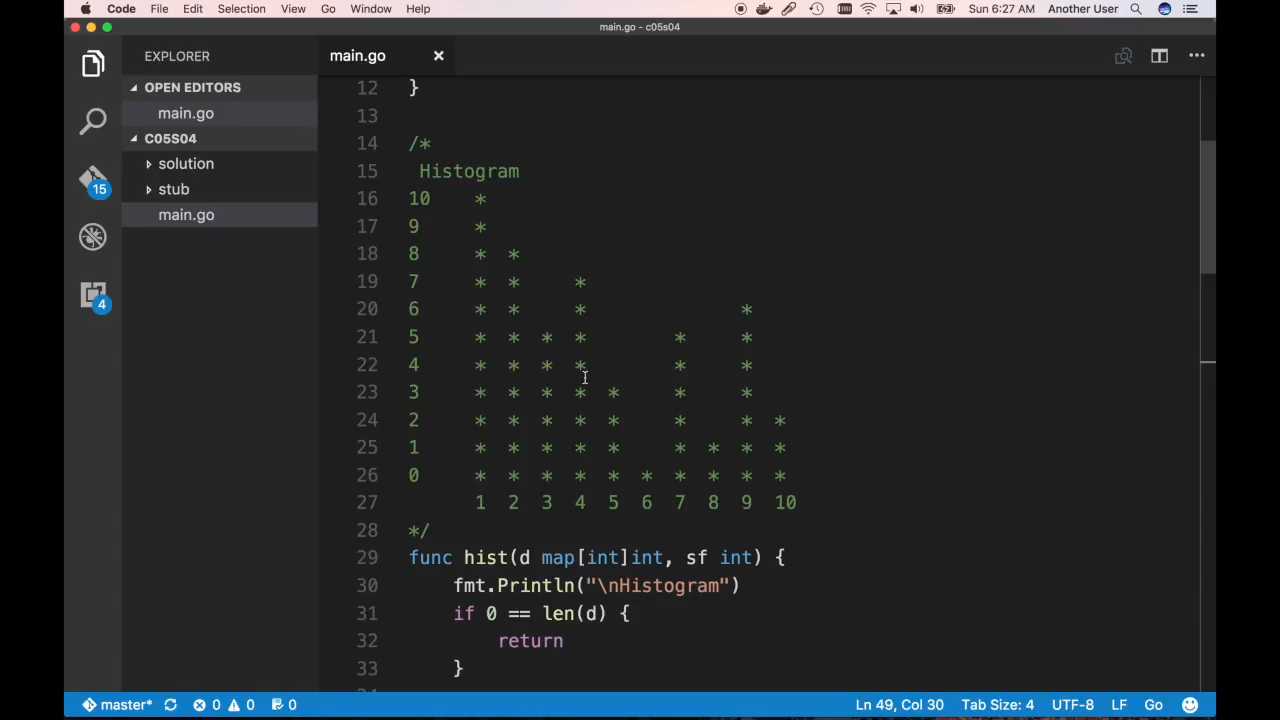 Code File Edit Selection View Go Window Help Sun 6:27 AM Another User
main.go - c05s04
EXPLORER
OPEN EDITORS
main.go
C05S04
solution
stub
main.go
15
4
main.go
12 }
13
14 /*
15 Histogram
16 10 *
17 9 *
18 8 * *
19 7 * * *
20 6 * * * *
21 5 * * * * * *
22 4 * * * * * *
23 3 * * * * * * *
24 2 * * * * * * * *
25 1 * * * * * * * * *
26 0 * * * * * * * * * *
27 1 2 3 4 5 6 7 8 9 10
28 */
29 func hist(d map[int]int, sf int) {
30 fmt.Println("\nHistogram")
31 if 0 == len(d) {
32 return
33 }
master* 0 0 0 Ln 49, Col 30 Tab Size: 4 UTF-8 LF Go